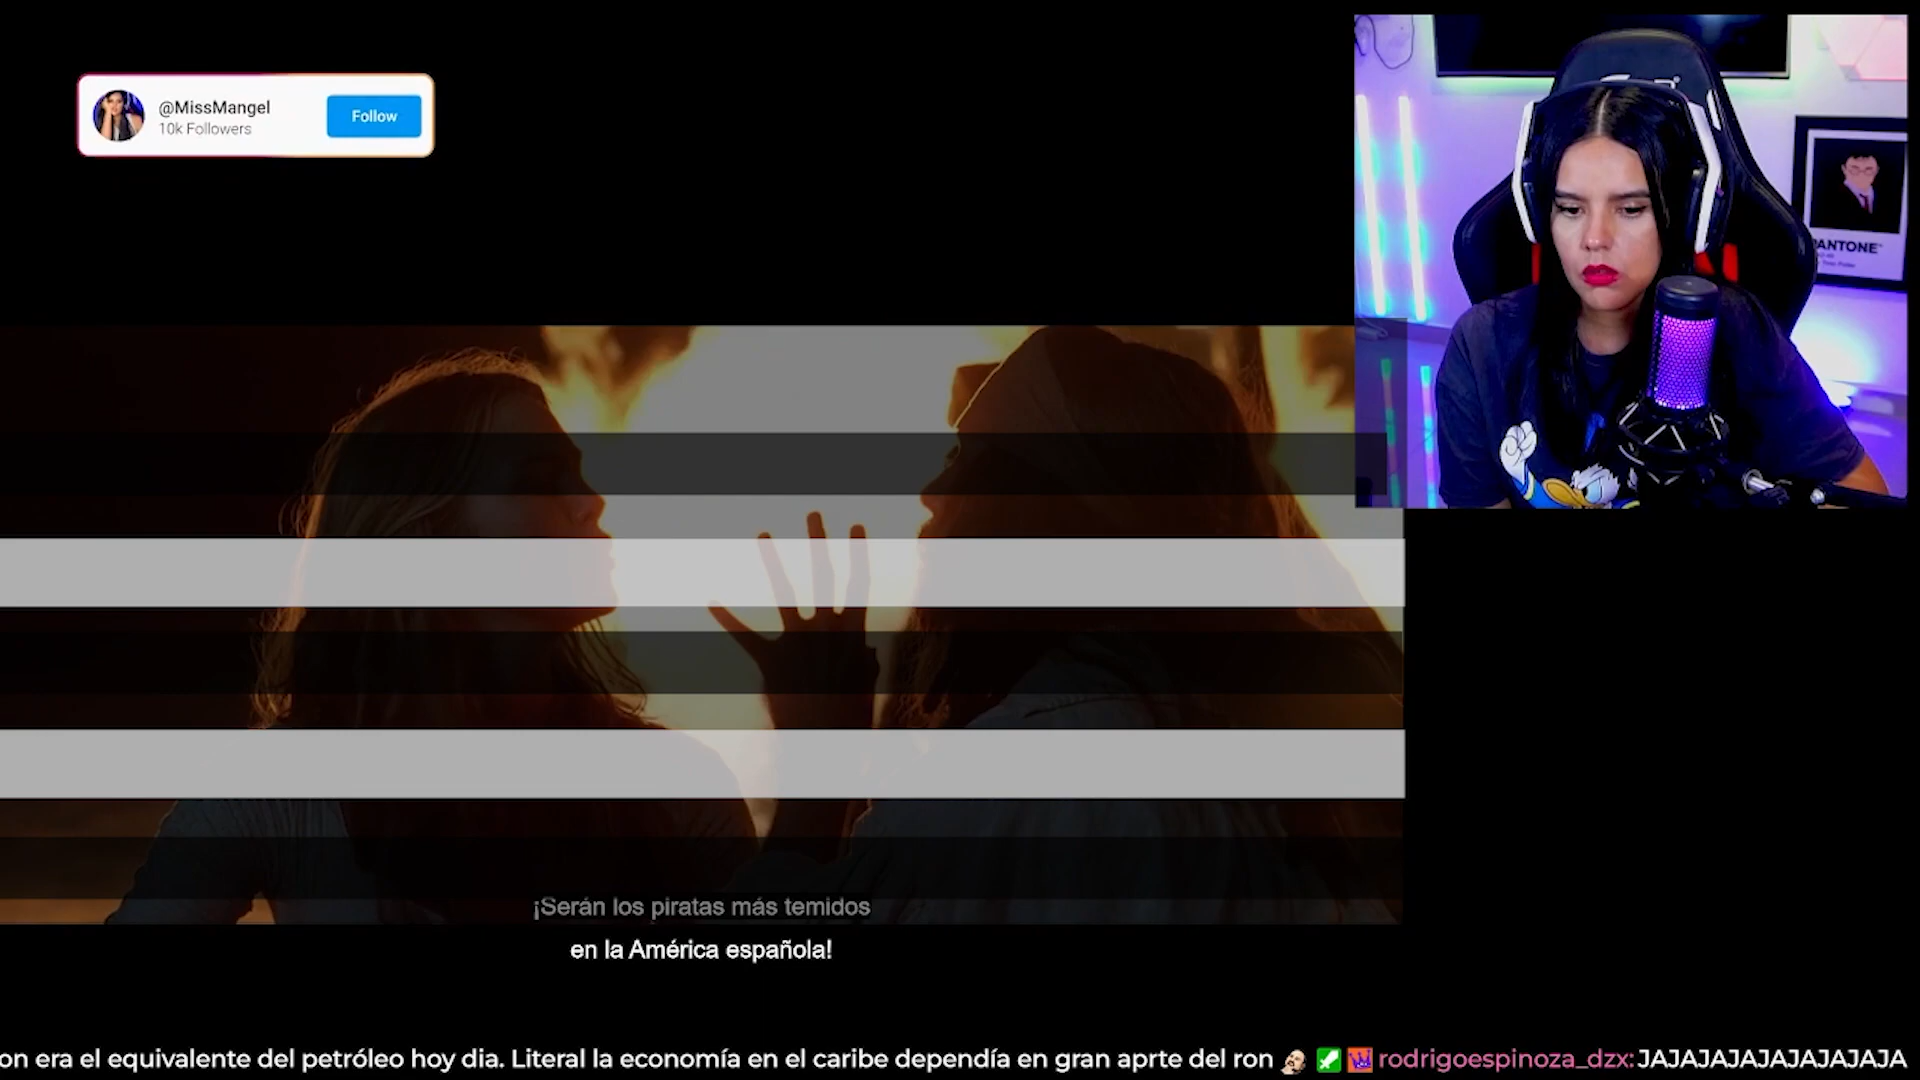 @MissMangel
10k Followers
Follow
PANTONE
¡Serán los piratas más temidos
en la América española!
on era el equivalente del petróleo hoy dia. Literal la economía en el caribe dependía en gran aprte del ron rodrigoespinoza_dzx: JAJAJAJAJAJAJAJAJA